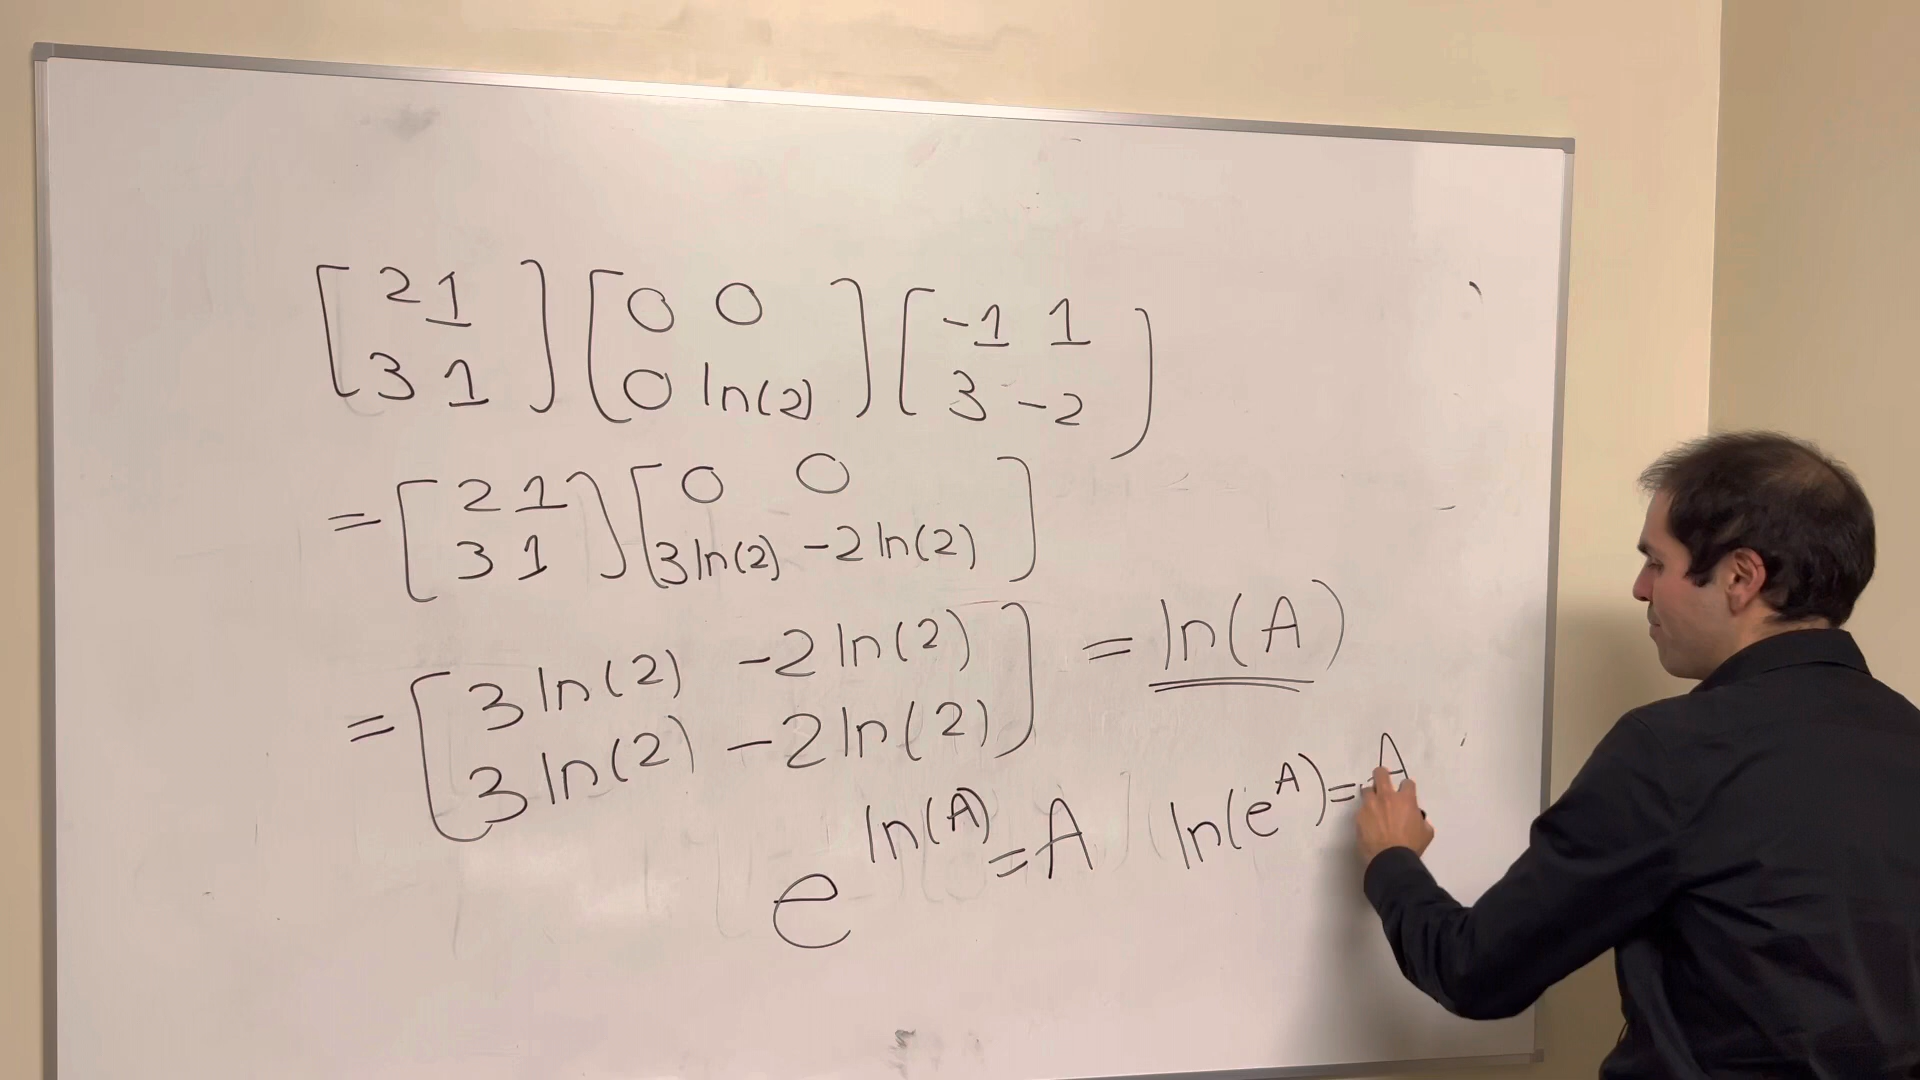 [2 1] [0 0] [-1 1]
[3 1] [0 ln(2)] [3 -2]
= [2 1] [0 0]
[3 1] [3ln(2) -2ln(2)]
= [3ln(2) -2ln(2)] = ln(A)
[3ln(2) -2ln(2)]
e^ln(A) = A ln(e^A) = A